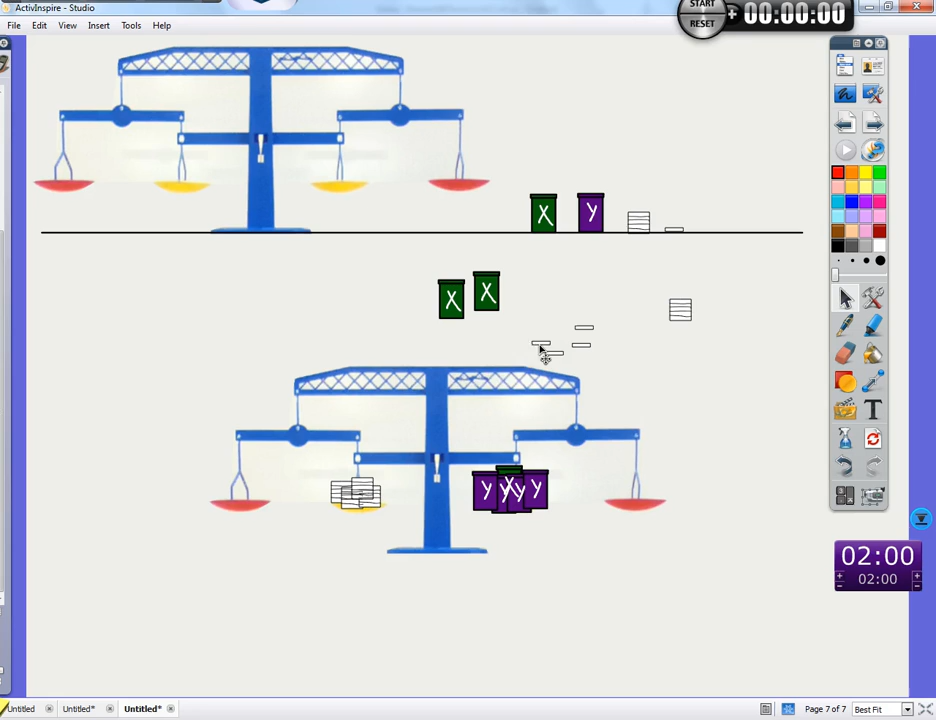 ActivInspire - Studio
START
RESET
+ 00:00:00
File Edit View Insert Tools Help
X Y
X X
T
Y Y Y
02:00
02:00
Untitled Untitled* Untitled*
Page 7 of 7 Best Fit